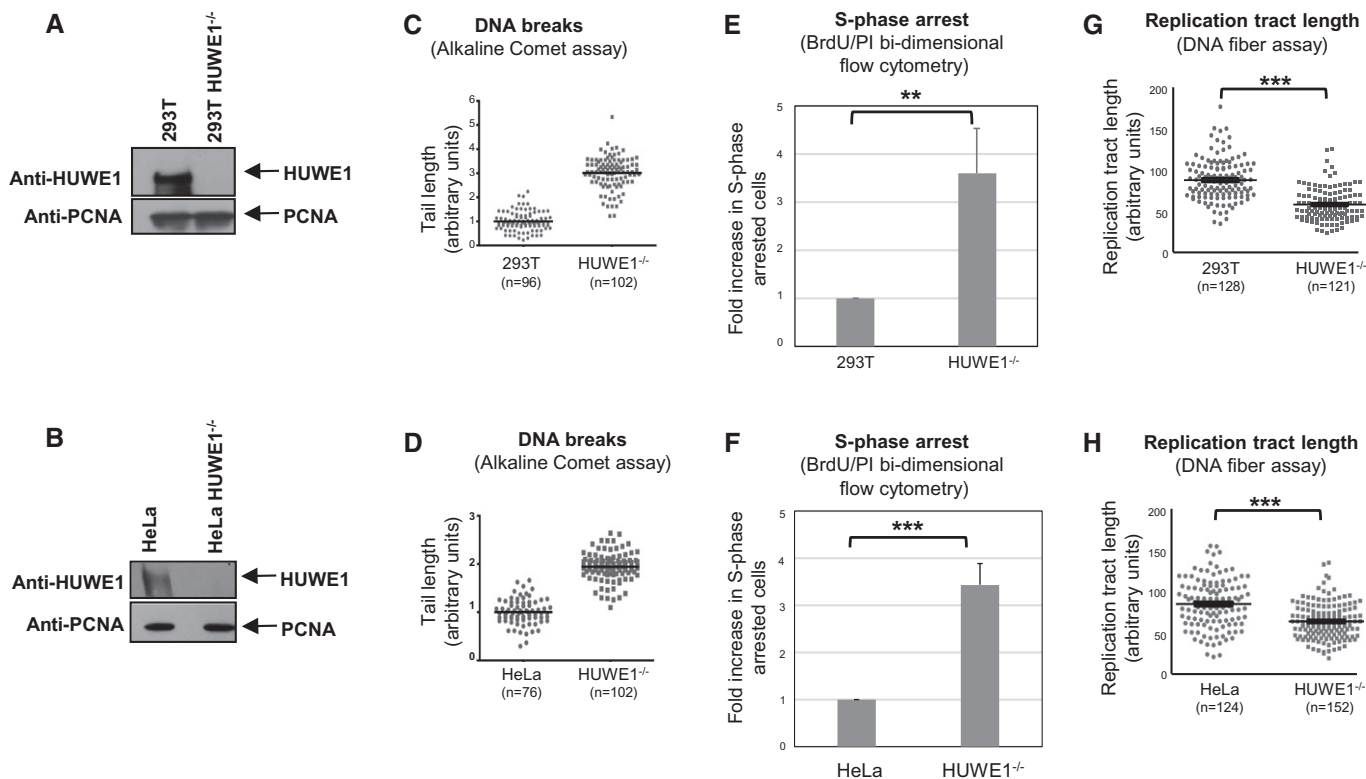 A
293T
293T HUWE1-/-
Anti-HUWE1
HUWE1
Anti-PCNA
PCNA
C
DNA breaks
(Alkaline Comet assay)
Tail length
(arbitrary units)
6
5
4
3
2
1
0
293T
(n=96)
HUWE1-/-
(n=102)
E
S-phase arrest
(BrdU/PI bi-dimensional
flow cytometry)
**
Fold increase in S-phase
arrested cells
5
4
3
2
1
0
293T
HUWE1-/-
G
Replication tract length
(DNA fiber assay)
***
Replication tract length
(arbitrary units)
200
150
100
50
0
293T
(n=128)
HUWE1-/-
(n=121)
B
HeLa
HeLa HUWE1-/-
Anti-HUWE1
HUWE1
Anti-PCNA
PCNA
D
DNA breaks
(Alkaline Comet assay)
Tail length
(arbitrary units)
3
2
1
0
HeLa
(n=76)
HUWE1-/-
(n=102)
F
S-phase arrest
(BrdU/PI bi-dimensional
flow cytometry)
***
Fold increase in S-phase
arrested cells
5
4
3
2
1
0
HeLa
HUWE1-/-
H
Replication tract length
(DNA fiber assay)
***
Replication tract length
(arbitrary units)
200
150
100
50
0
HeLa
(n=124)
HUWE1-/-
(n=152)